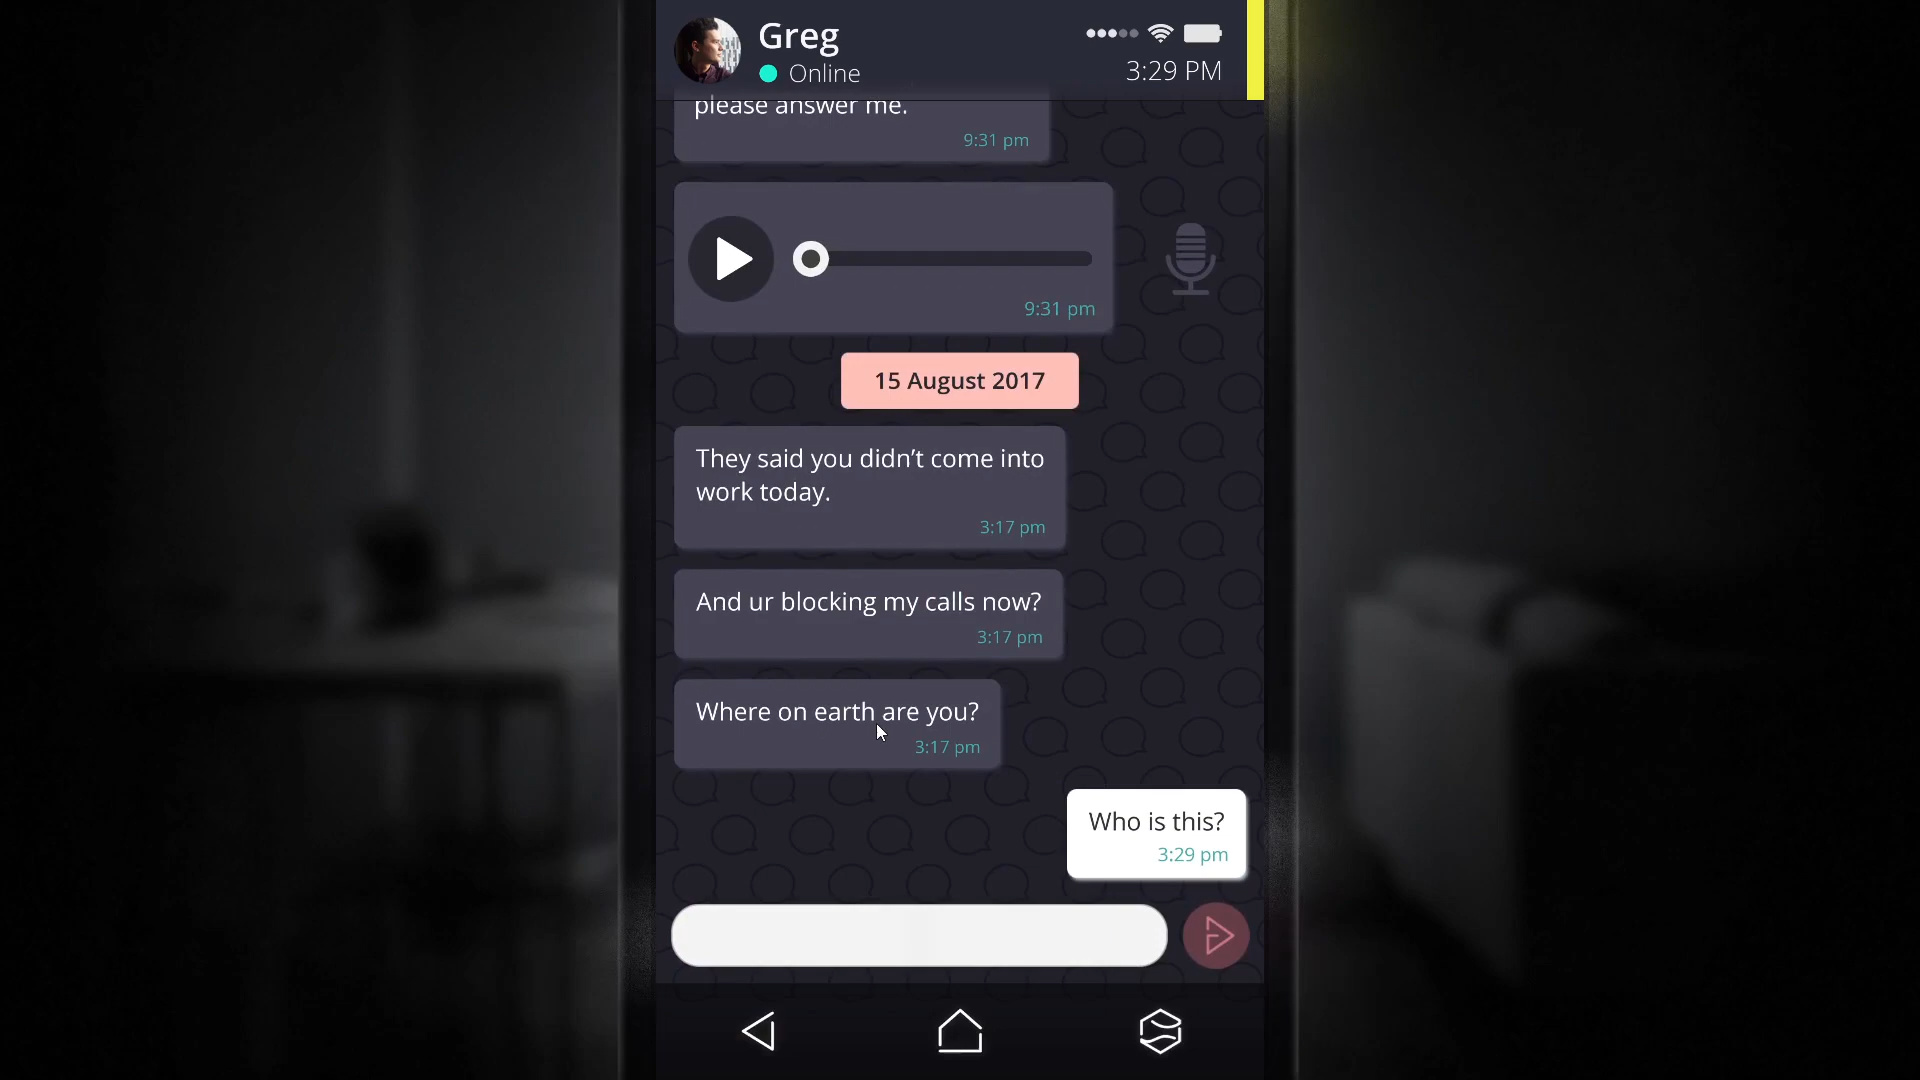 Greg
Online
3:29 PM
please answer me.
9:31 pm
9:31 pm
15 August 2017
They said you didn’t come into
work today.
3:17 pm
And ur blocking my calls now?
3:17 pm
Where on earth are you?
3:17 pm
Who is this?
3:29 pm